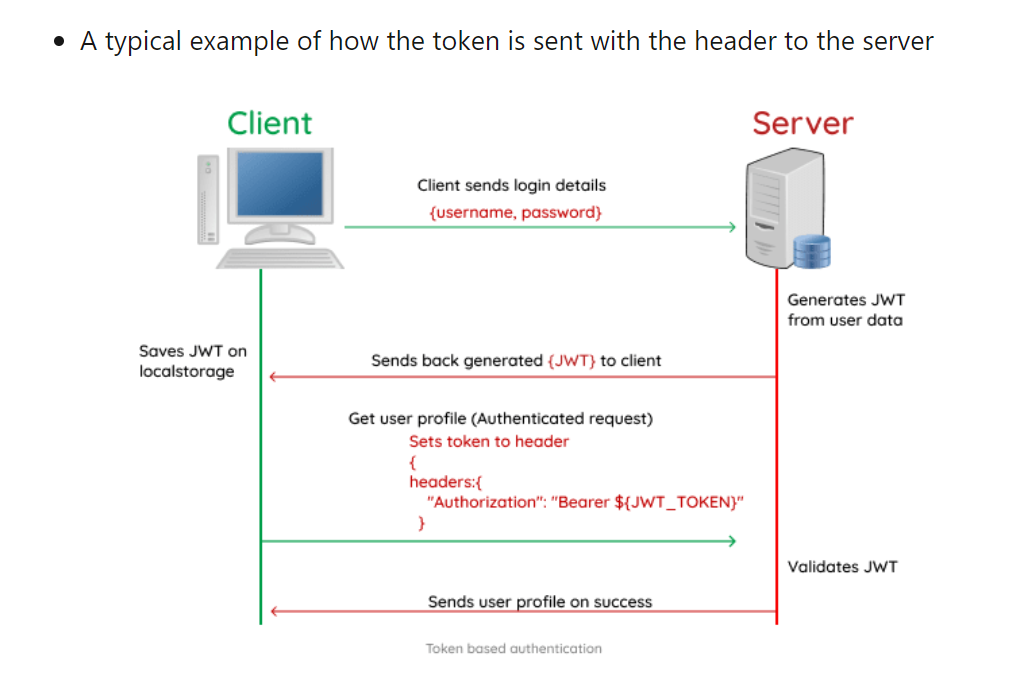 A typical example of how the token is sent with the header to the server
Client
Server
Client sends login details
{username, password}
Generates JWT
from user data
Saves JWT on
localstorage
Sends back generated {JWT} to client
Get user profile (Authenticated request)
Sets token to header
{
headers:{
"Authorization": "Bearer ${JWT_TOKEN}"
}
Validates JWT
Sends user profile on success
Token based authentication